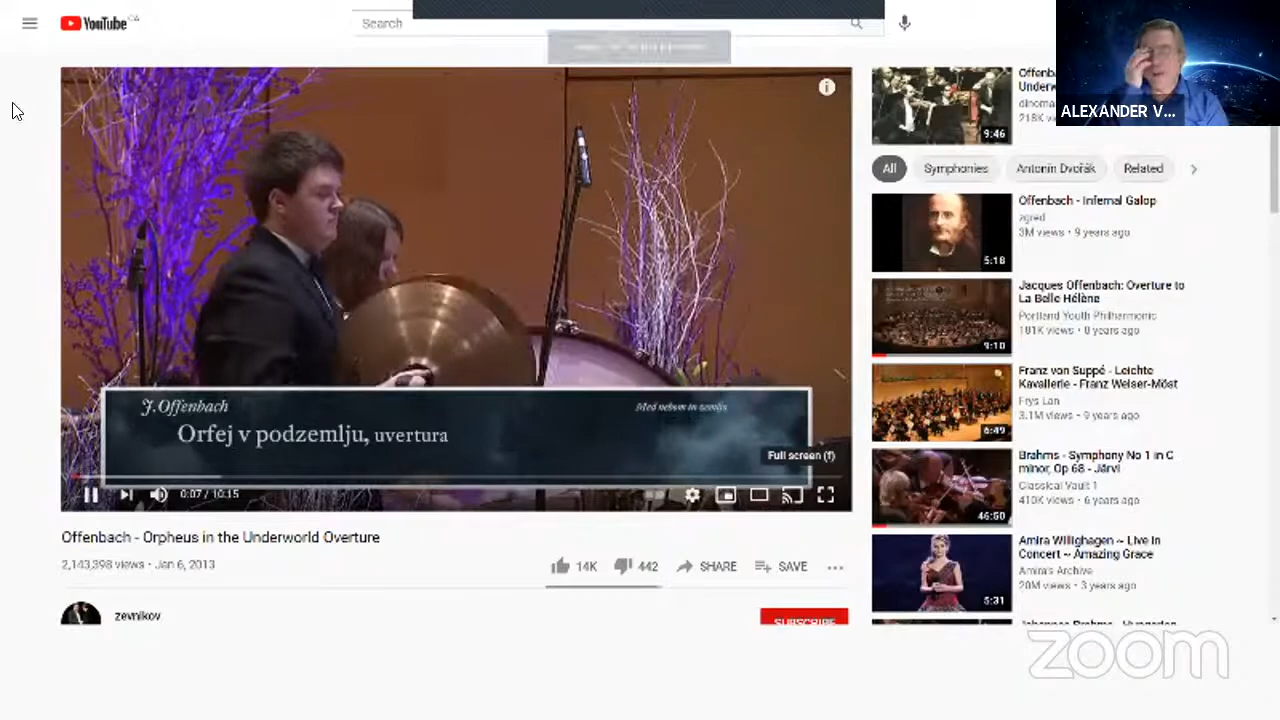 YouTube CA
Search
ALEXANDER V...
J. Offenbach
Med nebom in zemljo
Orfej v podzemlju, uvertura
Full screen (f)
0:07 / 10:15
Offenbach - Orpheus in the Underworld Overture
2,143,398 views • Jan 6, 2013
14K
442
SHARE
SAVE
zevnikov
SUBSCRIBE
9:46
All
Symphonies
Antonín Dvořák
Related
Offenbach - Infernal Galop
zgred
3M views • 9 years ago
5:18
Jacques Offenbach: Overture to
La Belle Hélène
Portland Youth Philharmonic
181K views • 8 years ago
9:10
Franz von Suppé - Leichte
Kavallerie - Franz Welser-Möst
Frys Lan
3.1M views • 9 years ago
6:49
Brahms - Symphony No 1 in C
minor, Op 68 - Järvi
Classical Vault 1
410K views • 6 years ago
46:50
Amira Willighagen ~ Live in
Concert ~ Amazing Grace
Amira's Archive
20M views • 3 years ago
5:31
zoom